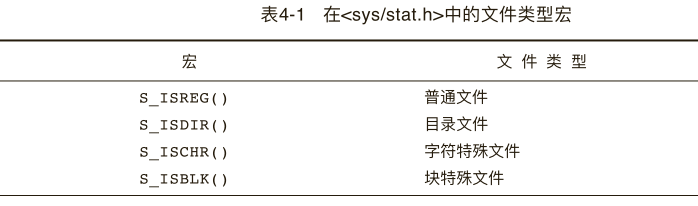 表4-1 在<sys/stat.h>中的文件类型宏
宏 文件类型
S_ISREG() 普通文件
S_ISDIR() 目录文件
S_ISCHR() 字符特殊文件
S_ISBLK() 块特殊文件